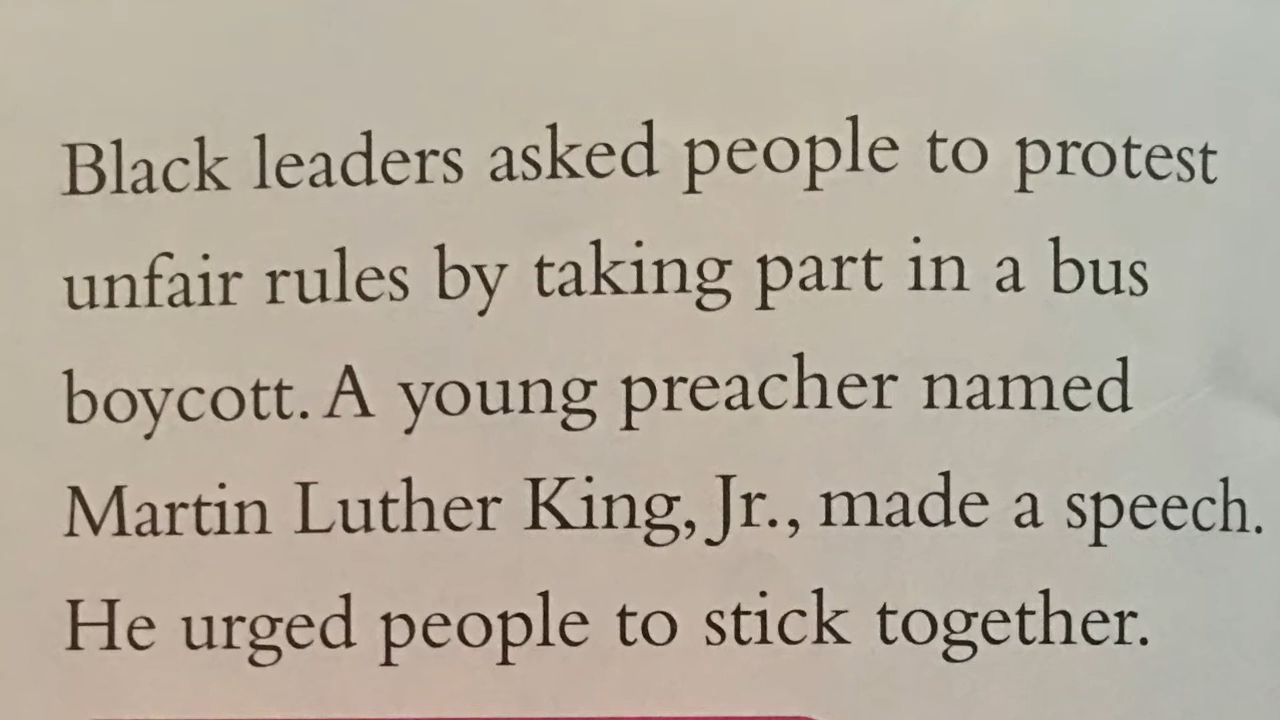 Black leaders asked people to protest
unfair rules by taking part in a bus
boycott. A young preacher named
Martin Luther King, Jr., made a speech.
He urged people to stick together.